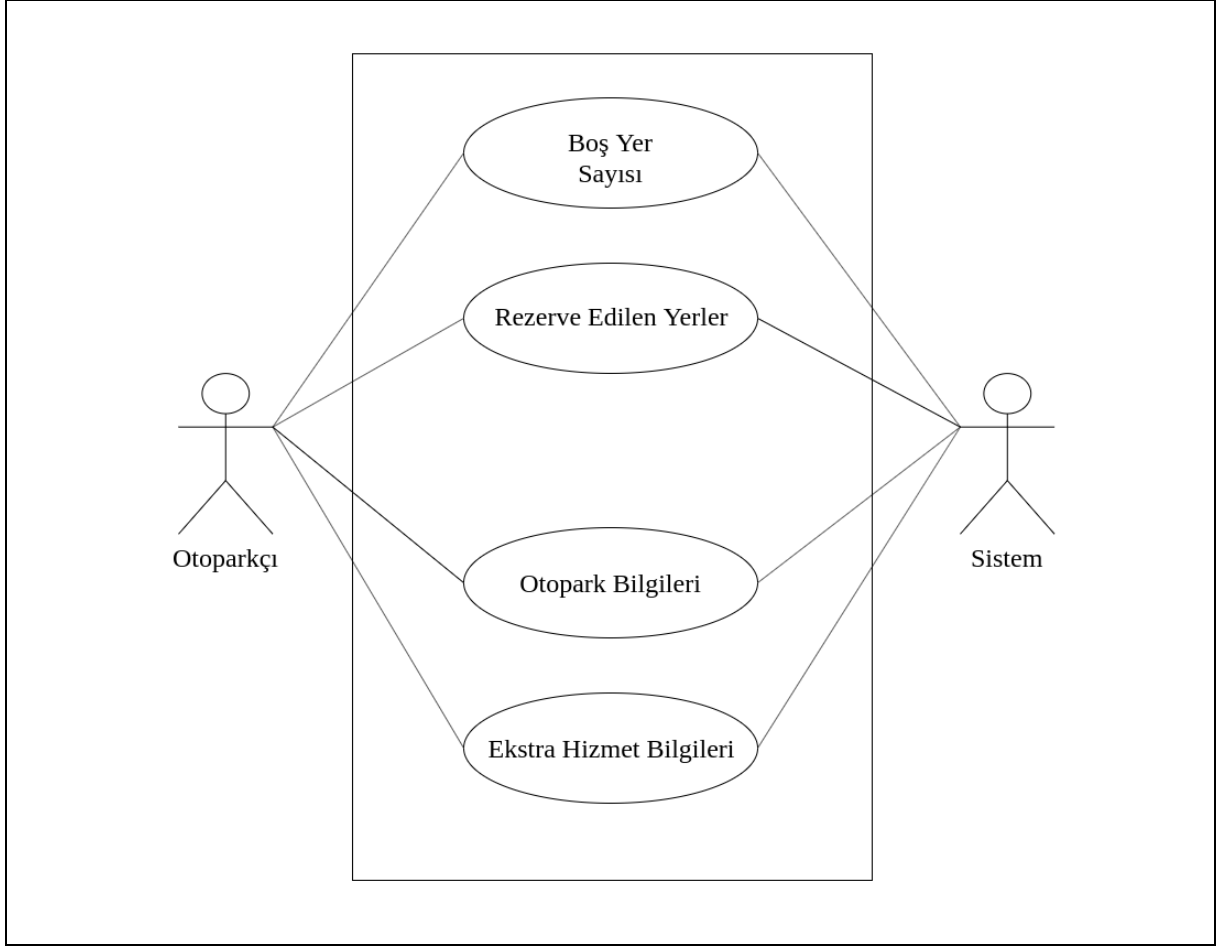 Boş Yer
Sayısı
Rezerve Edilen Yerler
Otoparkçı
Sistem
Otopark Bilgileri
Ekstra Hizmet Bilgileri